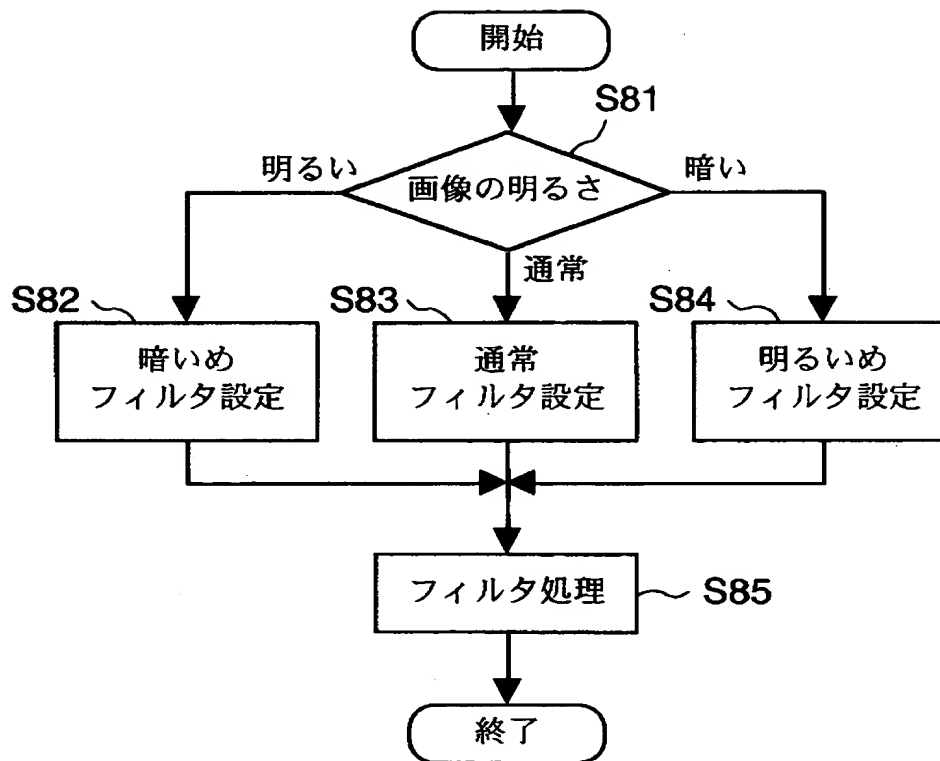 開始
S81
明るい
画像の明るさ
暗い
通常
S82
暗いめ
フィルタ設定
S83
通常
フィルタ設定
S84
明るいめ
フィルタ設定
フィルタ処理
S85
終了